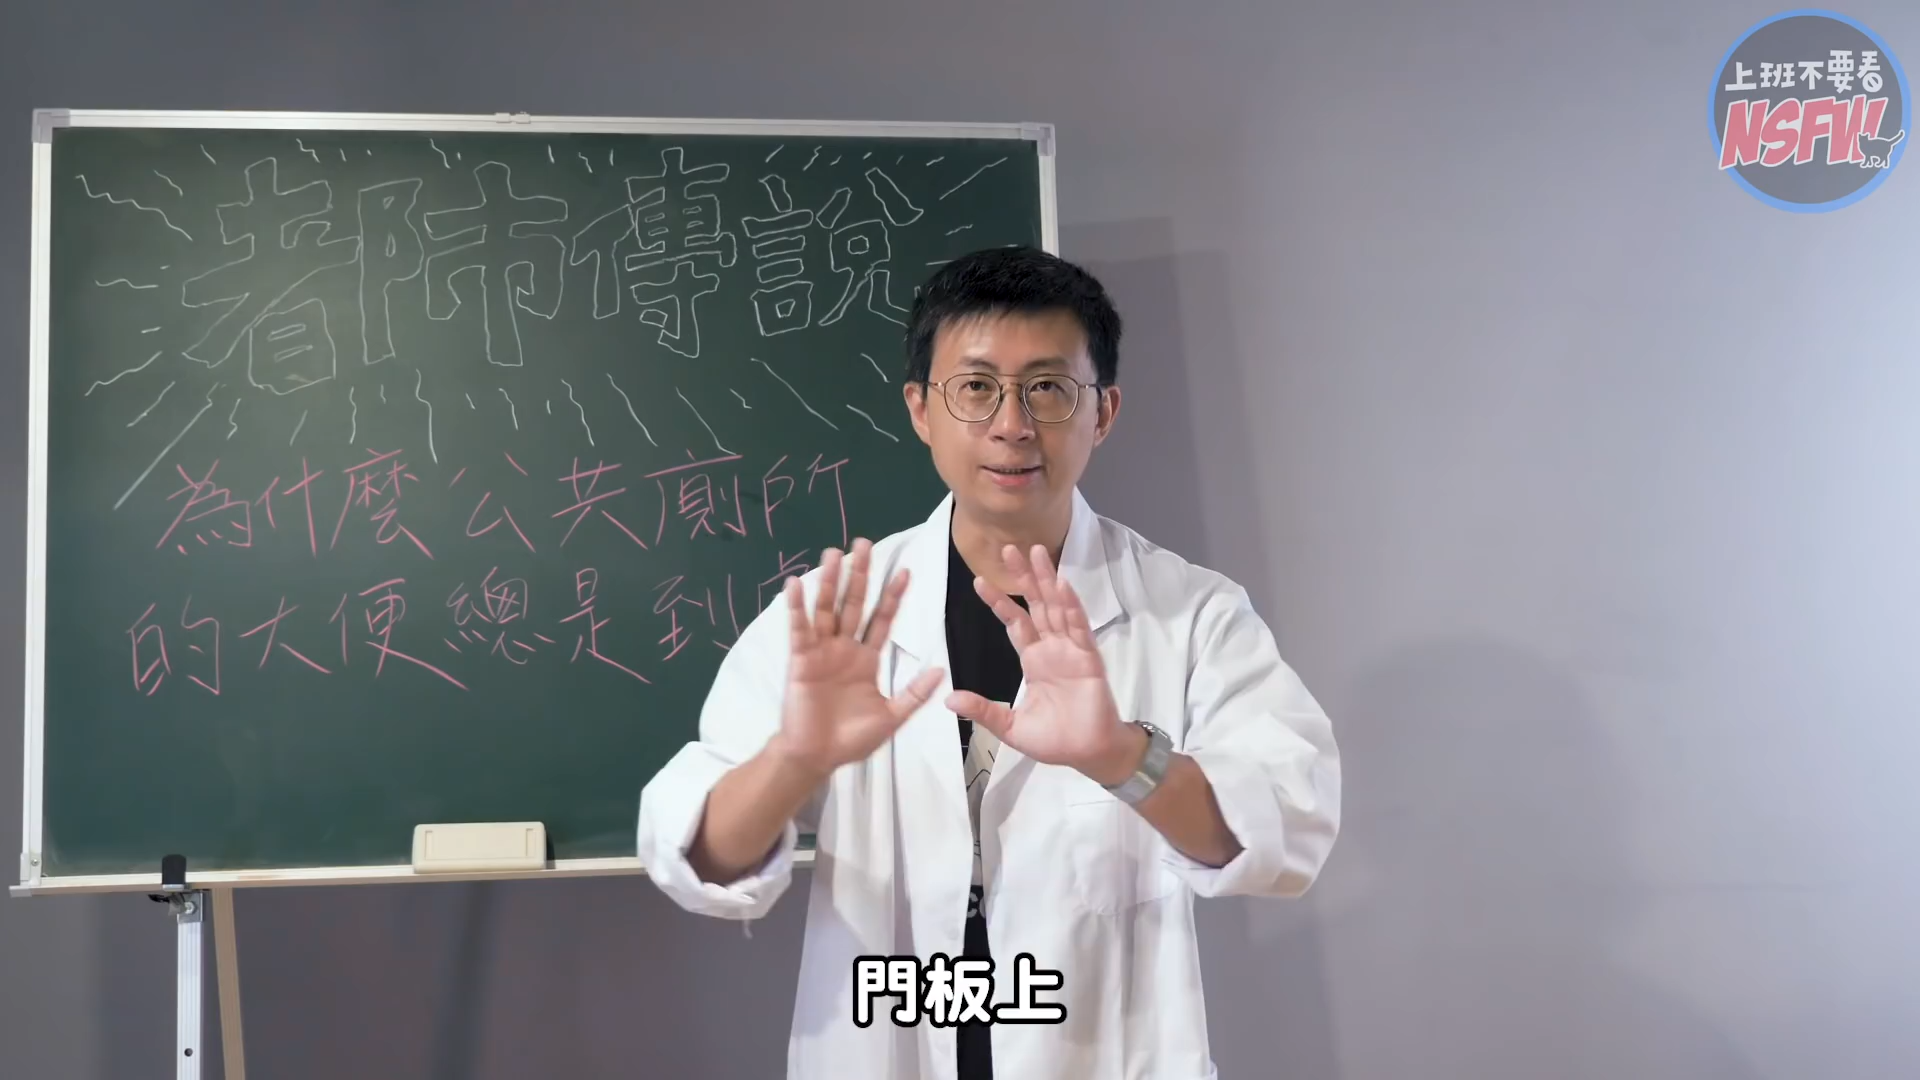 上班不要看
NSFW
都市傳說
為什麼公共廁所
的大便總是到處
門板上